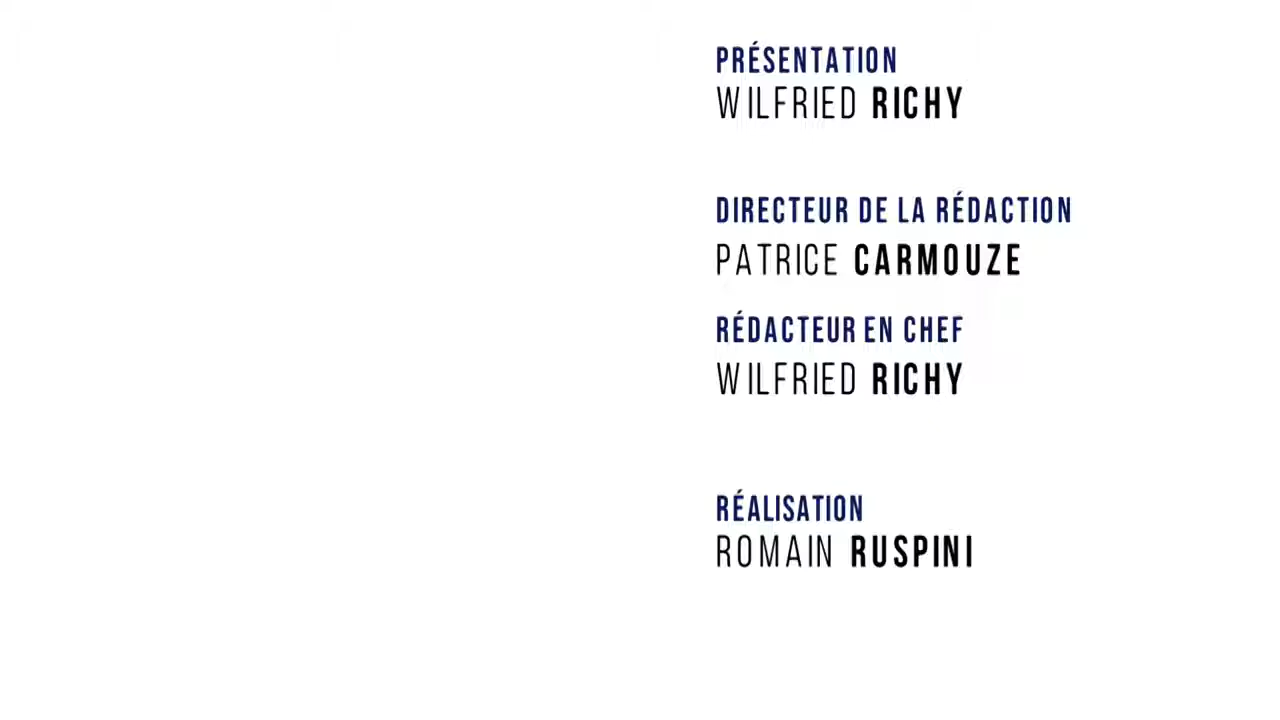 PRÉSENTATION
WILFRIED RICHY
DIRECTEUR DE LA RÉDACTION
PATRICE CARMOUZE
RÉDACTEUR EN CHEF
WILFRIED RICHY
RÉALISATION
ROMAIN RUSPINI